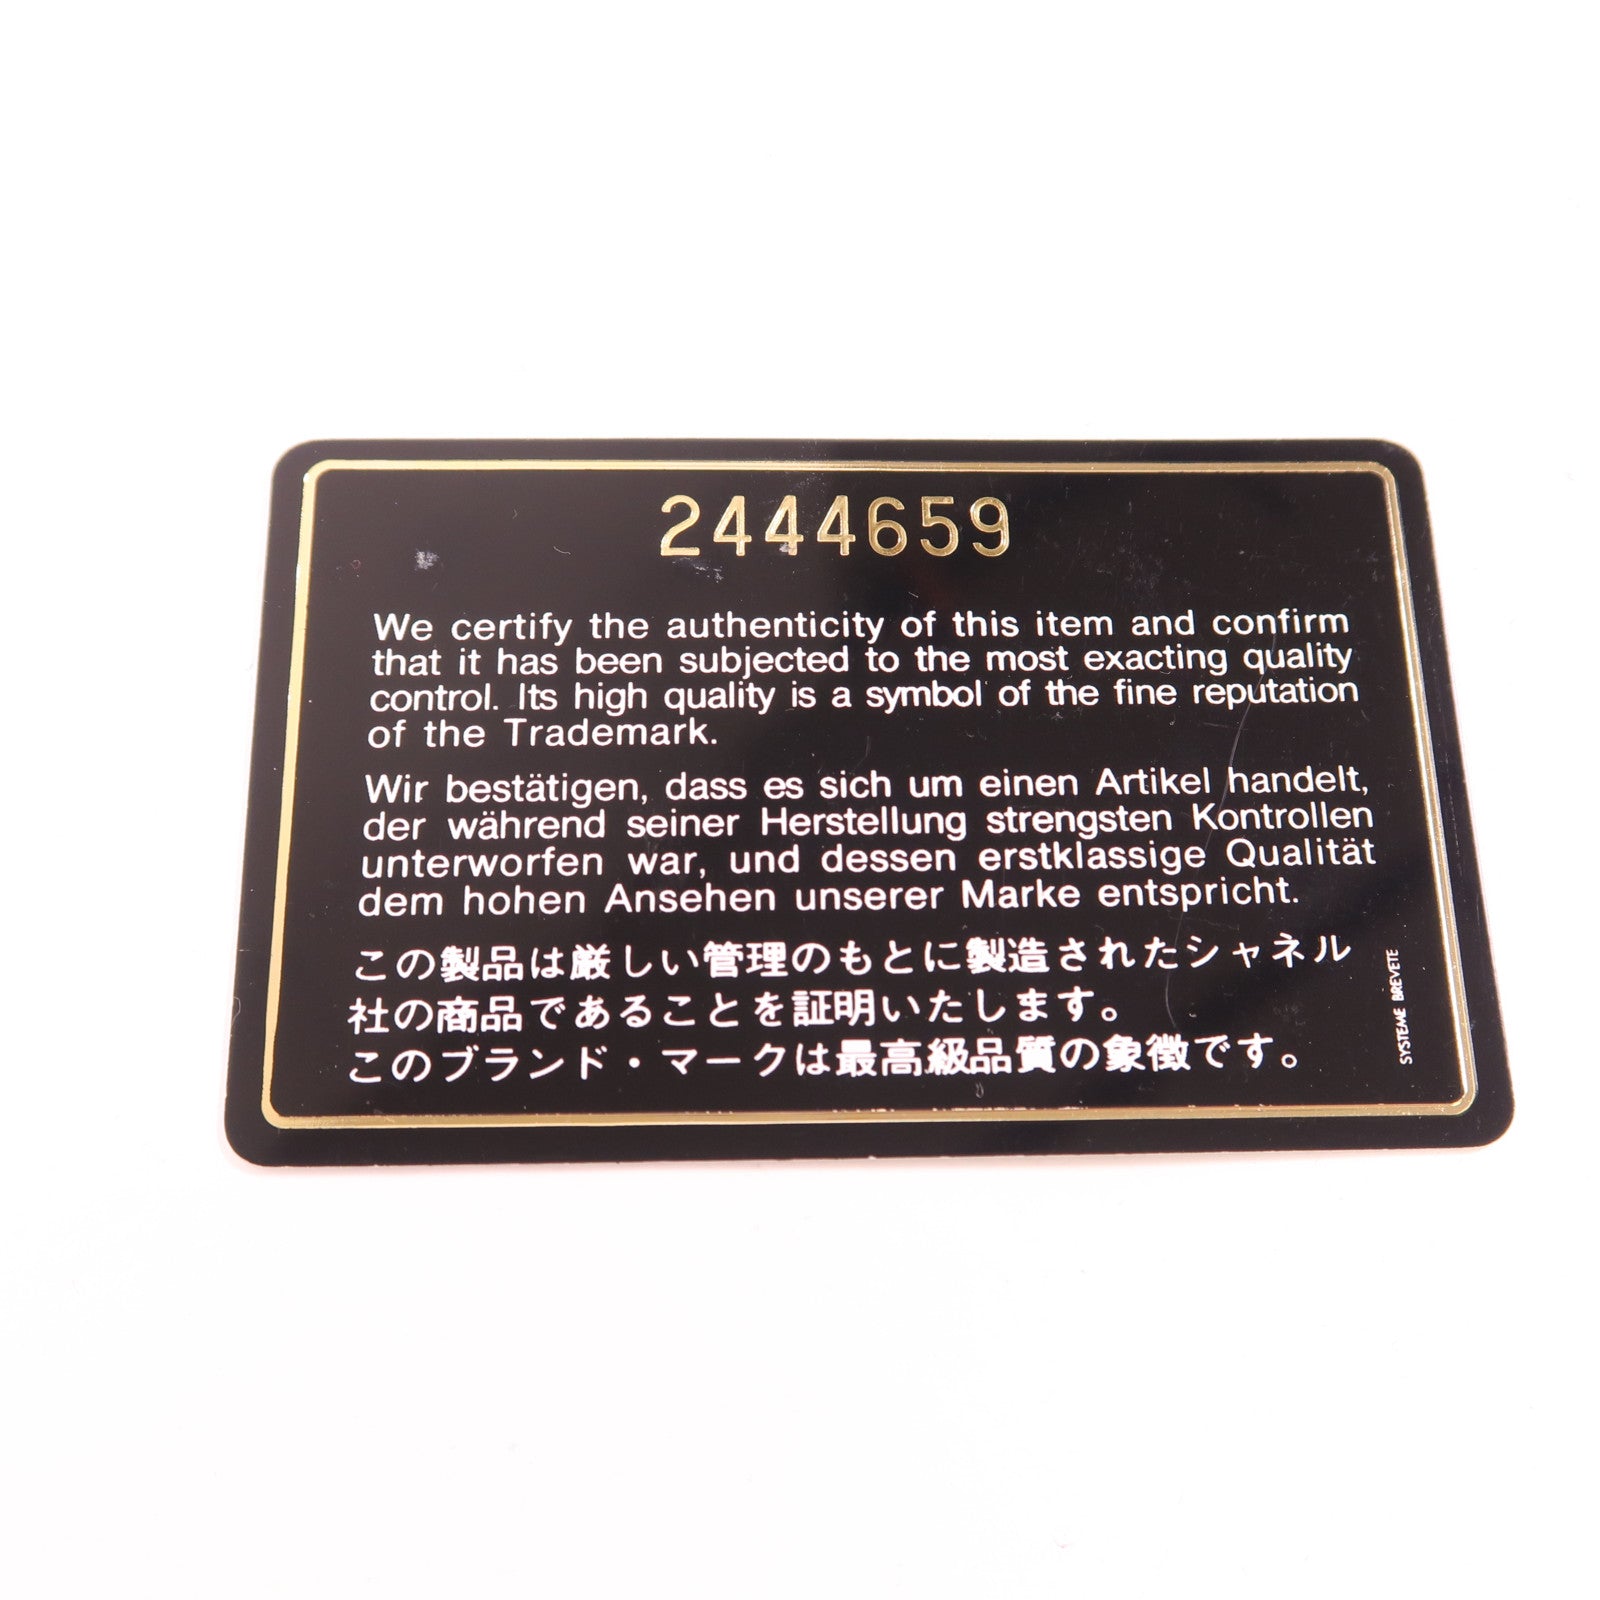 2444659
We certify the authenticity of this item and confirm
that it has been subjected to the most exacting quality
control. Its high quality is a symbol of the fine reputation
of the Trademark.
Wir bestätigen, dass es sich um einen Artikel handelt,
der während seiner Herstellung strengsten Kontrollen
unterworfen war, und dessen erstklassige Qualität
dem hohen Ansehen unserer Marke entspricht.
この製品は厳しい管理のもとに製造されたシャネル
社の商品であることを証明いたします。
このブランド・マークは最高級品質の象徴です。
SYSTEME BREVETE